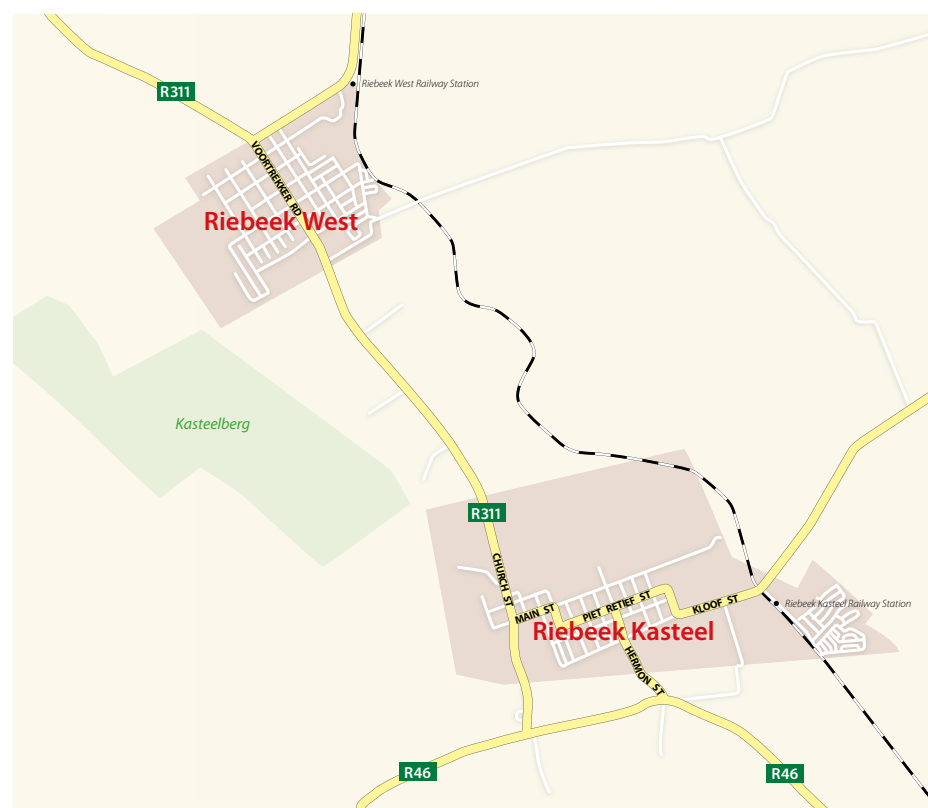 Riebeek West Railway Station
R311
VOORTREKKER RD
Riebeek West
Kasteelberg
R311
CHURCH ST
MAIN ST
PIET RETIEF ST
KLOOF ST
Riebeek Kasteel Railway Station
Riebeek Kasteel
HERMON ST
R46
R46